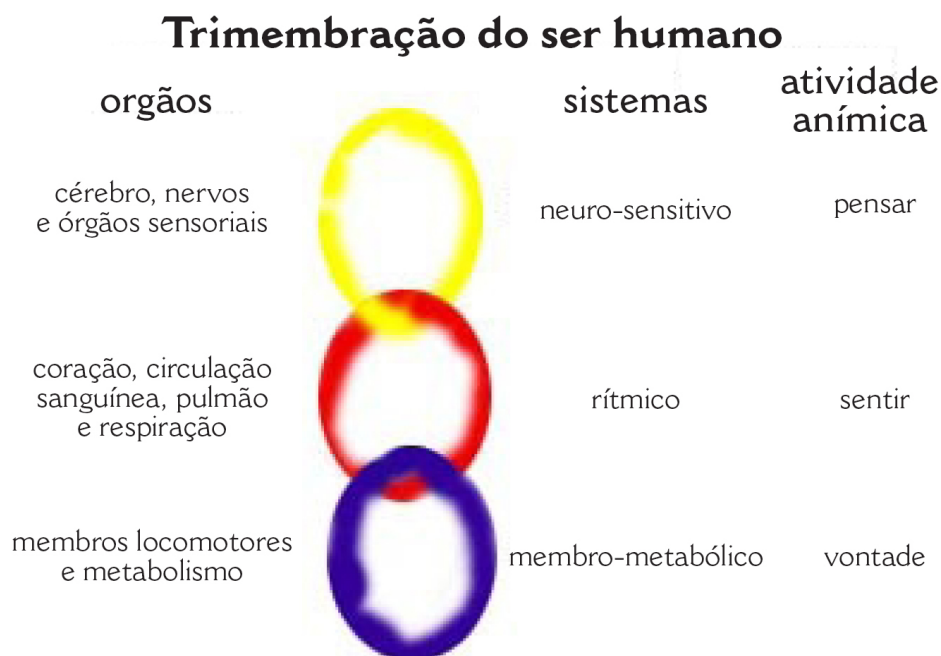 Trimembração do ser humano
orgãos
sistemas
atividade
anímica
cérebro, nervos
e órgãos sensoriais
neuro-sensitivo
pensar
coração, circulação
sanguínea, pulmão
e respiração
rítmico
sentir
membros locomotores
e metabolismo
membro-metabólico
vontade